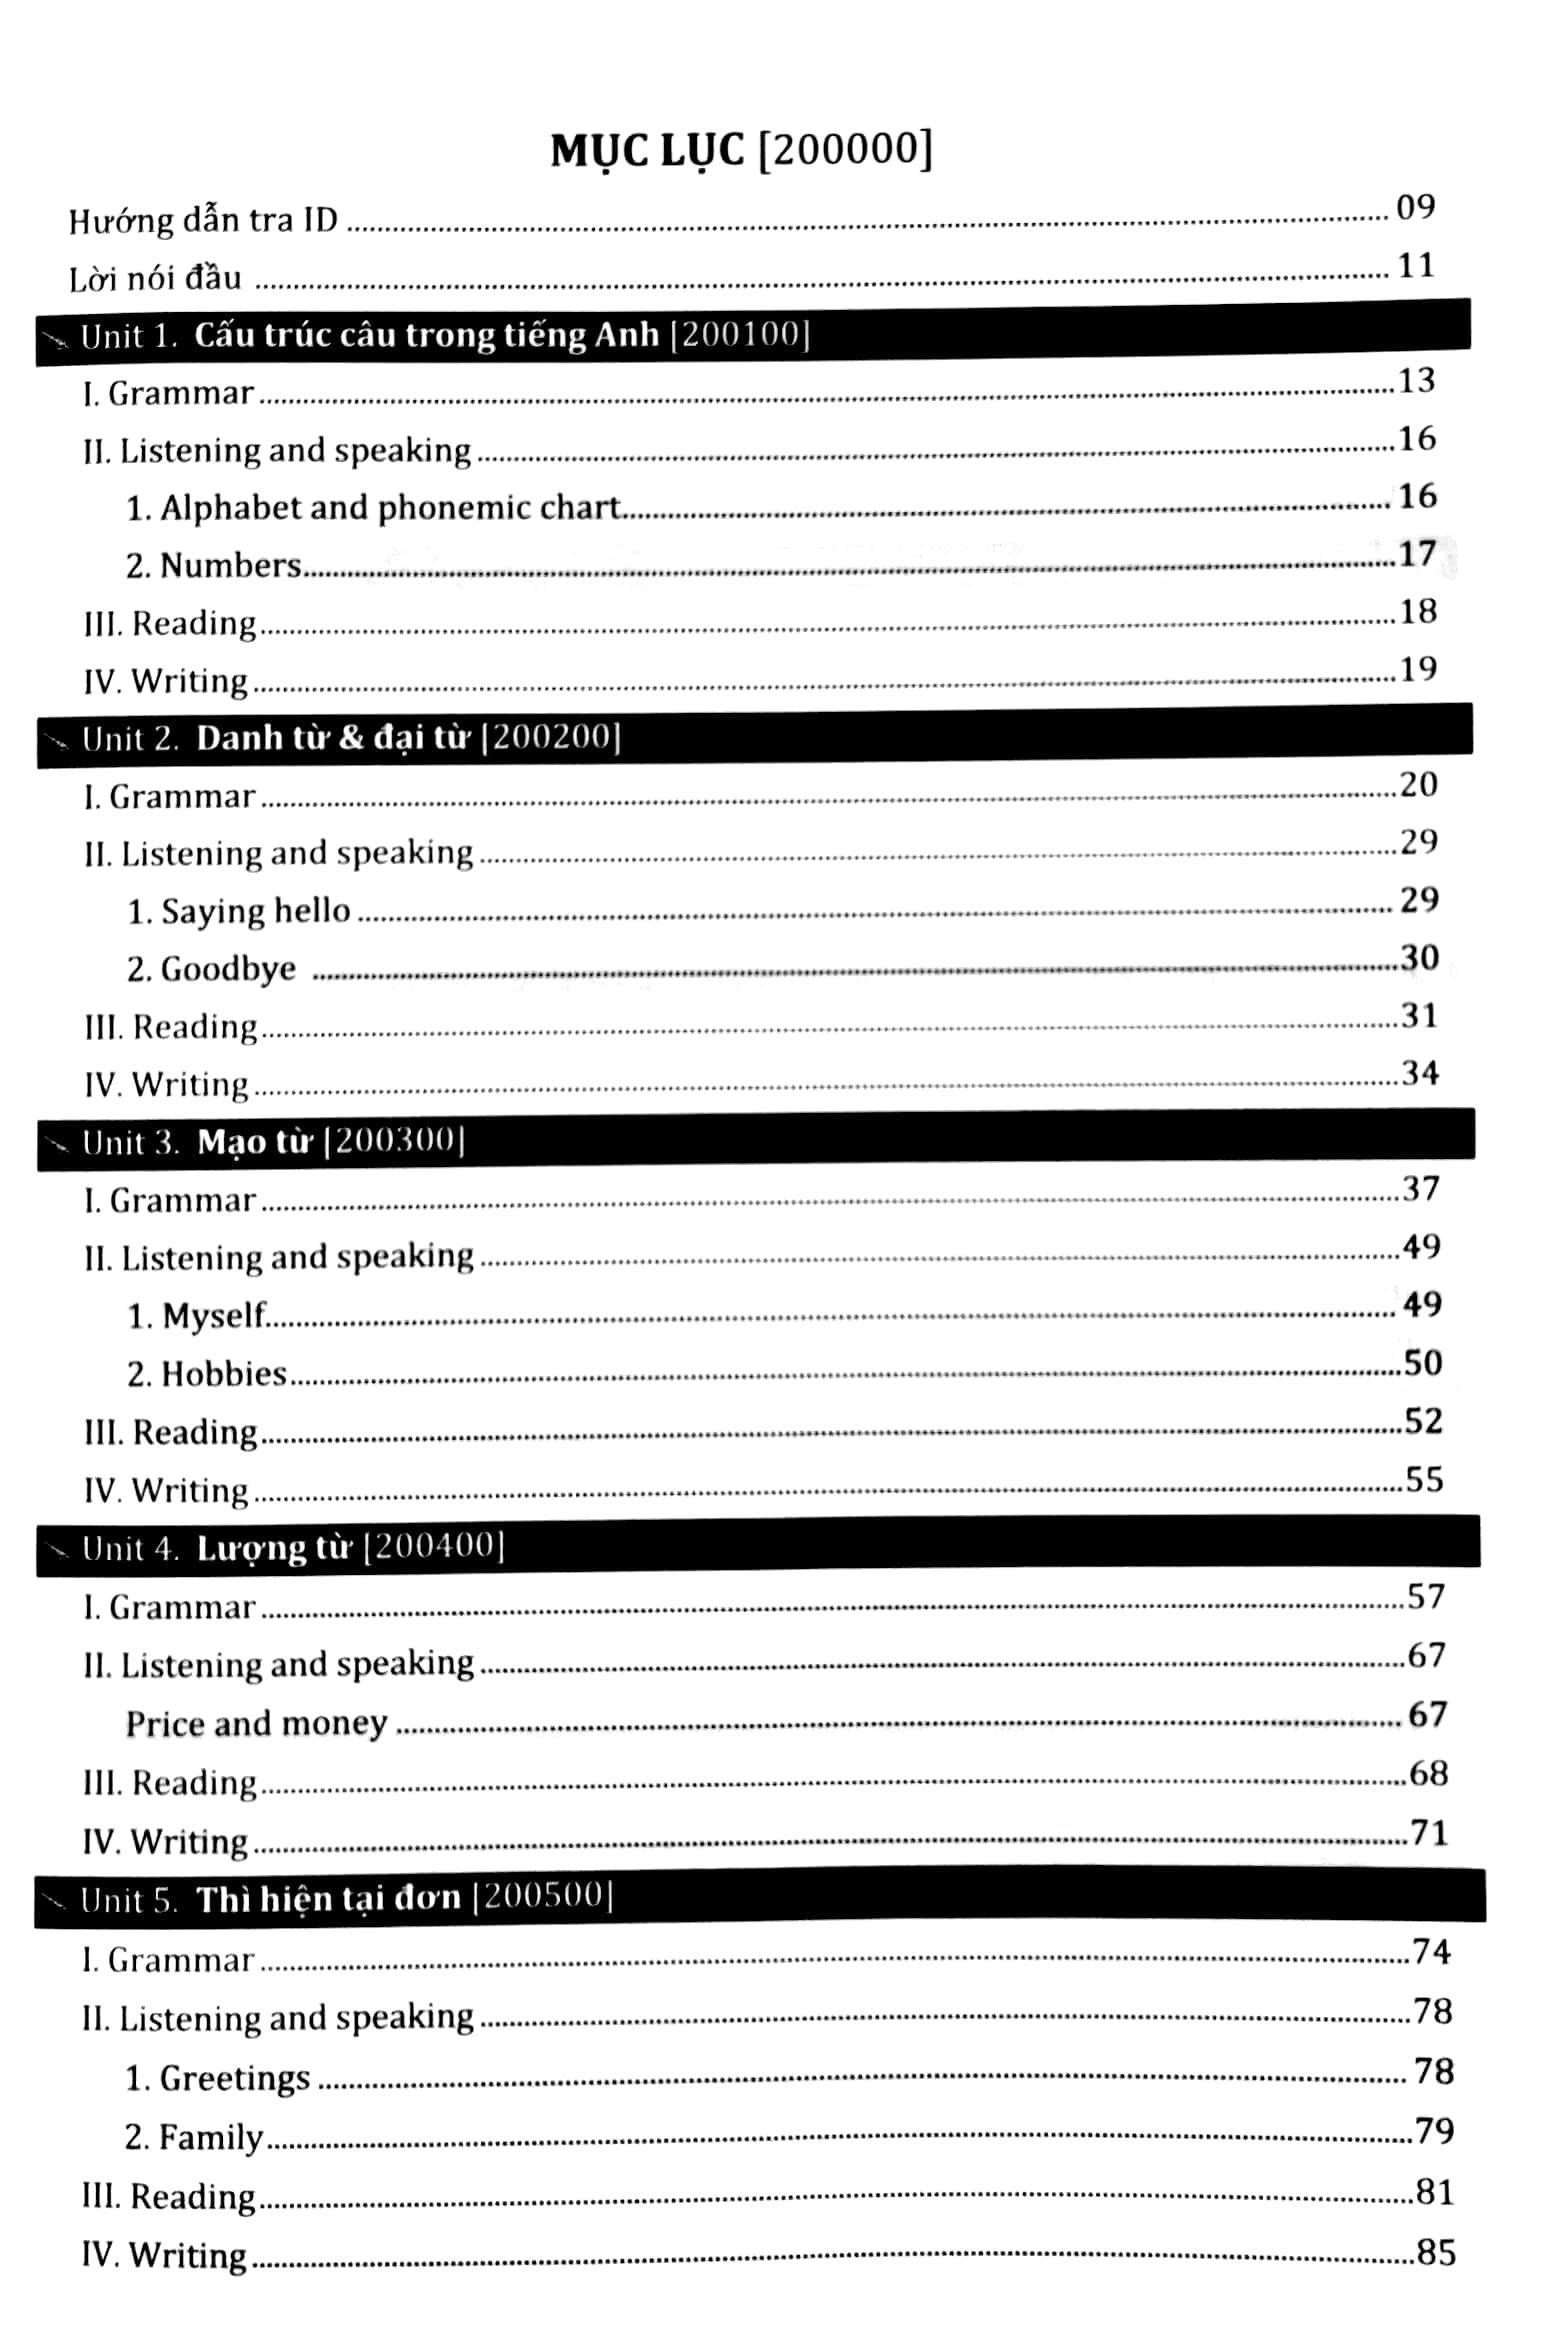 MỤC LỤC [200000]
Hướng dẫn tra ID ........ 09
Lời nói đầu ........ 11
Unit 1. Cấu trúc câu trong tiếng Anh [200100]
I. Grammar ........ 13
II. Listening and speaking ........ 16
1. Alphabet and phonemic chart ........ 16
2. Numbers ........ 17
III. Reading ........ 18
IV. Writing ........ 19
Unit 2. Danh từ & đại từ [200200]
I. Grammar ........ 20
II. Listening and speaking ........ 29
1. Saying hello ........ 29
2. Goodbye ........ 30
III. Reading ........ 31
IV. Writing ........ 34
Unit 3. Mạo từ [200300]
I. Grammar ........ 37
II. Listening and speaking ........ 49
1. Myself ........ 49
2. Hobbies ........ 50
III. Reading ........ 52
IV. Writing ........ 55
Unit 4. Lượng từ [200400]
I. Grammar ........ 57
II. Listening and speaking ........ 67
Price and money ........ 67
III. Reading ........ 68
IV. Writing ........ 71
Unit 5. Thì hiện tại đơn [200500]
I. Grammar ........ 74
II. Listening and speaking ........ 78
1. Greetings ........ 78
2. Family ........ 79
III. Reading ........ 81
IV. Writing ........ 85